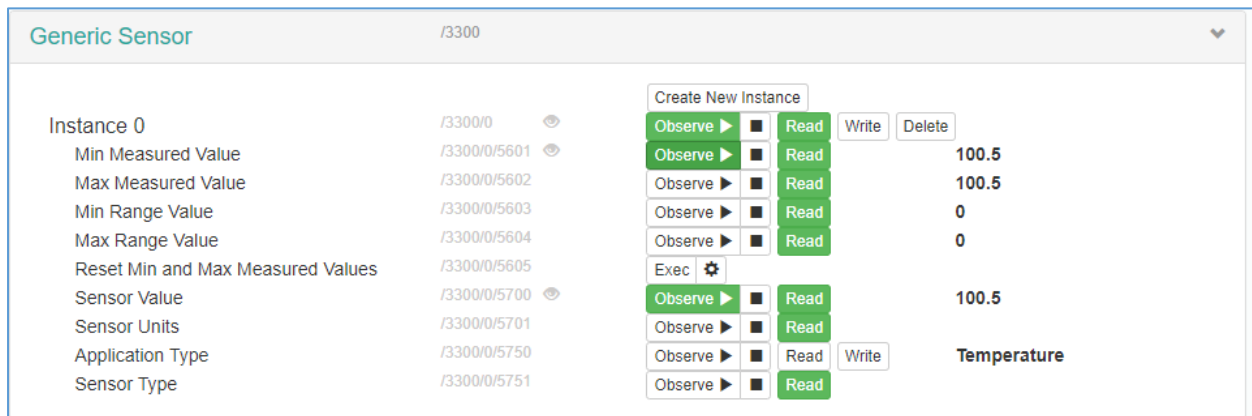 Generic Sensor /3300
Create New Instance
Instance 0 /3300/0 Observe Read Write Delete
Min Measured Value /3300/0/5601 Observe Read 100.5
Max Measured Value /3300/0/5602 Observe Read 100.5
Min Range Value /3300/0/5603 Observe Read 0
Max Range Value /3300/0/5604 Observe Read 0
Reset Min and Max Measured Values /3300/0/5605 Exec
Sensor Value /3300/0/5700 Observe Read 100.5
Sensor Units /3300/0/5701 Observe Read
Application Type /3300/0/5750 Observe Read Write Temperature
Sensor Type /3300/0/5751 Observe Read